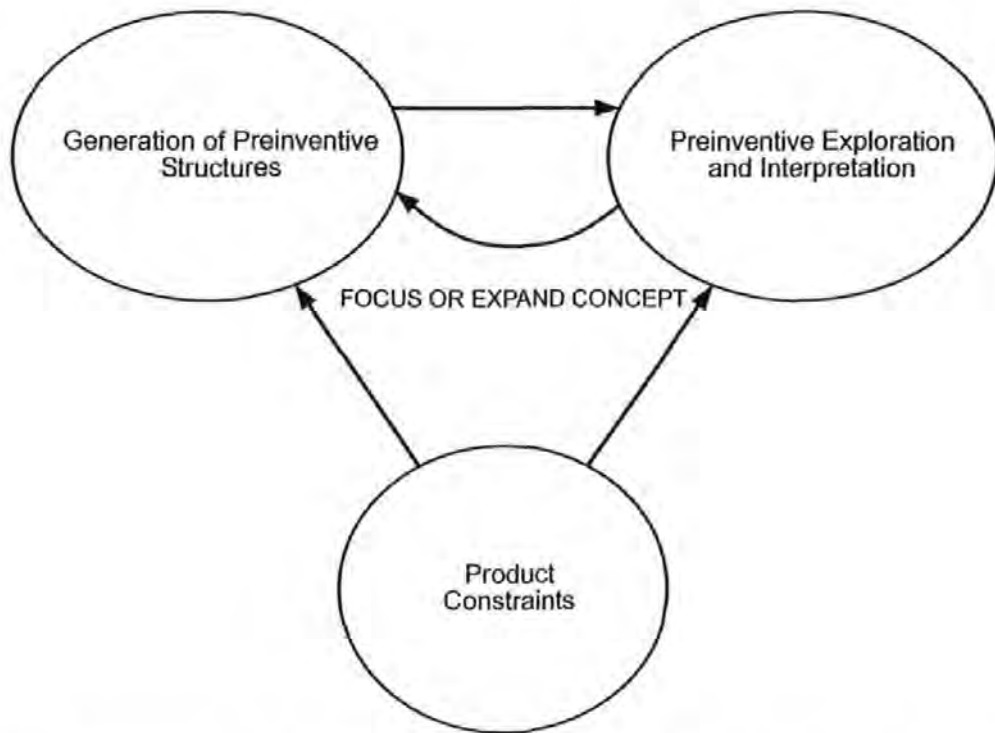 Generation of Preinventive
Structures
Preinventive Exploration
and Interpretation
FOCUS OR EXPAND CONCEPT
Product
Constraints